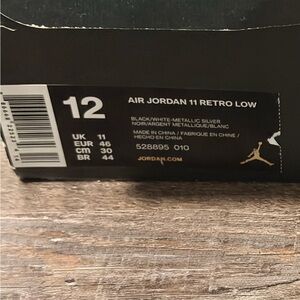 12
AIR JORDAN 11 RETRO LOW
BLACK/WHITE-METALLIC SILVER
NOIR/ARGENT METALLIQUE/BLANC
MADE IN CHINA / FABRIQUE EN CHINE /
HECHO EN CHINA
UK 11
EUR 46
CM 30
BR 44
528895 010
JORDAN.COM